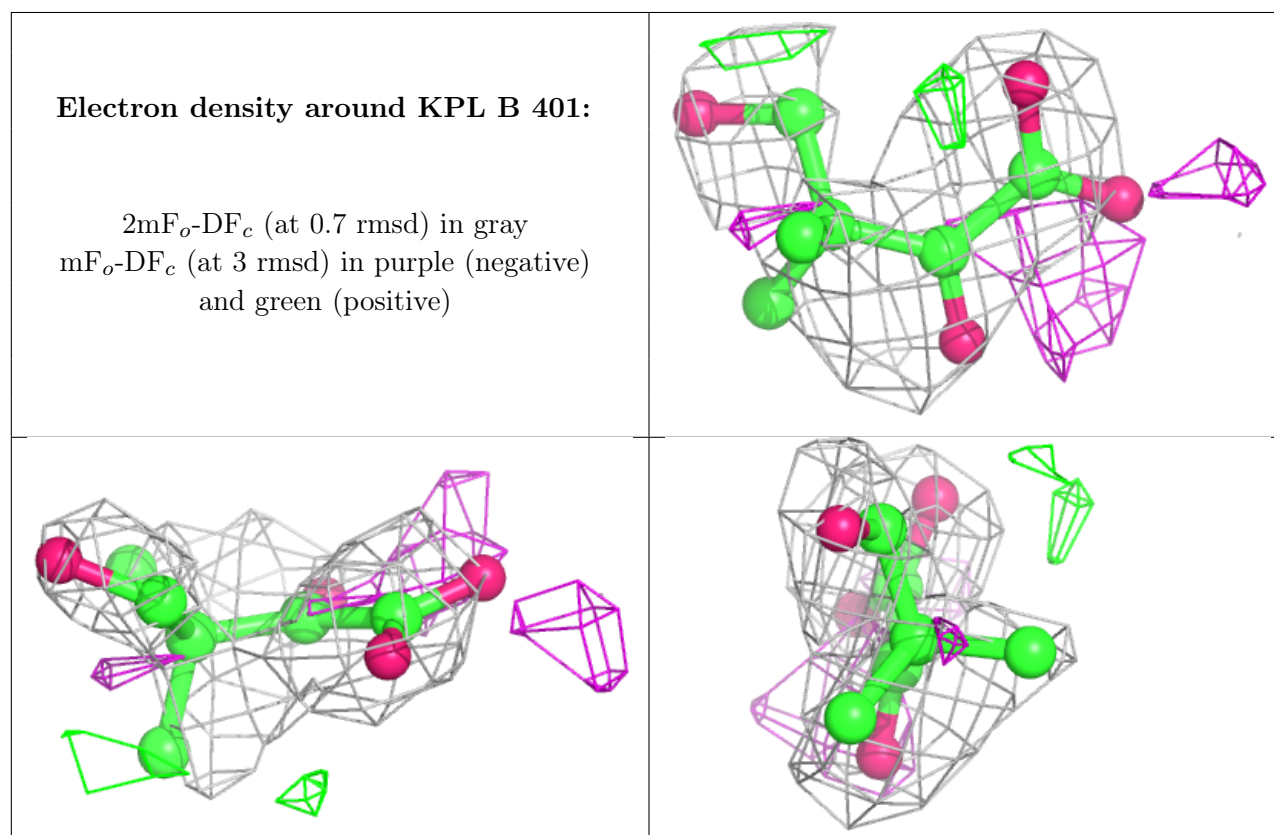 Electron density around KPL B 401:
2mFo-DFc (at 0.7 rmsd) in gray
mFo-DFc (at 3 rmsd) in purple (negative)
and green (positive)